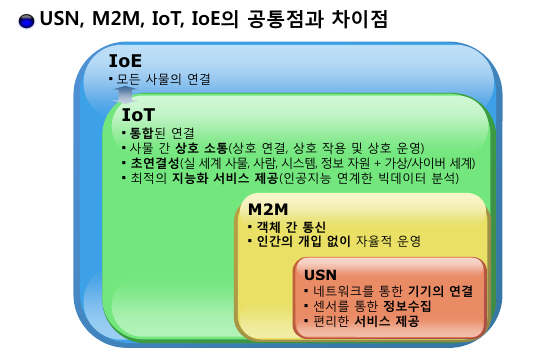 USN, M2M, IoT, IoE의 공통점과 차이점
IoE
▪ 모든 사물의 연결
IoT
▪ 통합된 연결
▪ 사물 간 상호 소통(상호 연결, 상호 작용 및 상호 운영)
▪ 초연결성(실 세계 사물, 사람, 시스템, 정보 자원 + 가상/사이버 세계)
▪ 최적의 지능화 서비스 제공(인공지능 연계한 빅데이터 분석)
M2M
▪ 객체 간 통신
▪ 인간의 개입 없이 자율적 운영
USN
▪ 네트워크를 통한 기기의 연결
▪ 센서를 통한 정보수집
▪ 편리한 서비스 제공